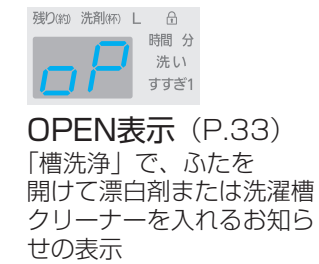 残り(約) 洗剤(杯) L
時間 分
洗い
すすぎ1
oP
OPEN表示（P.33）
「槽洗浄」で、ふたを
開けて漂白剤または洗濯槽
クリーナーを入れるお知ら
せの表示